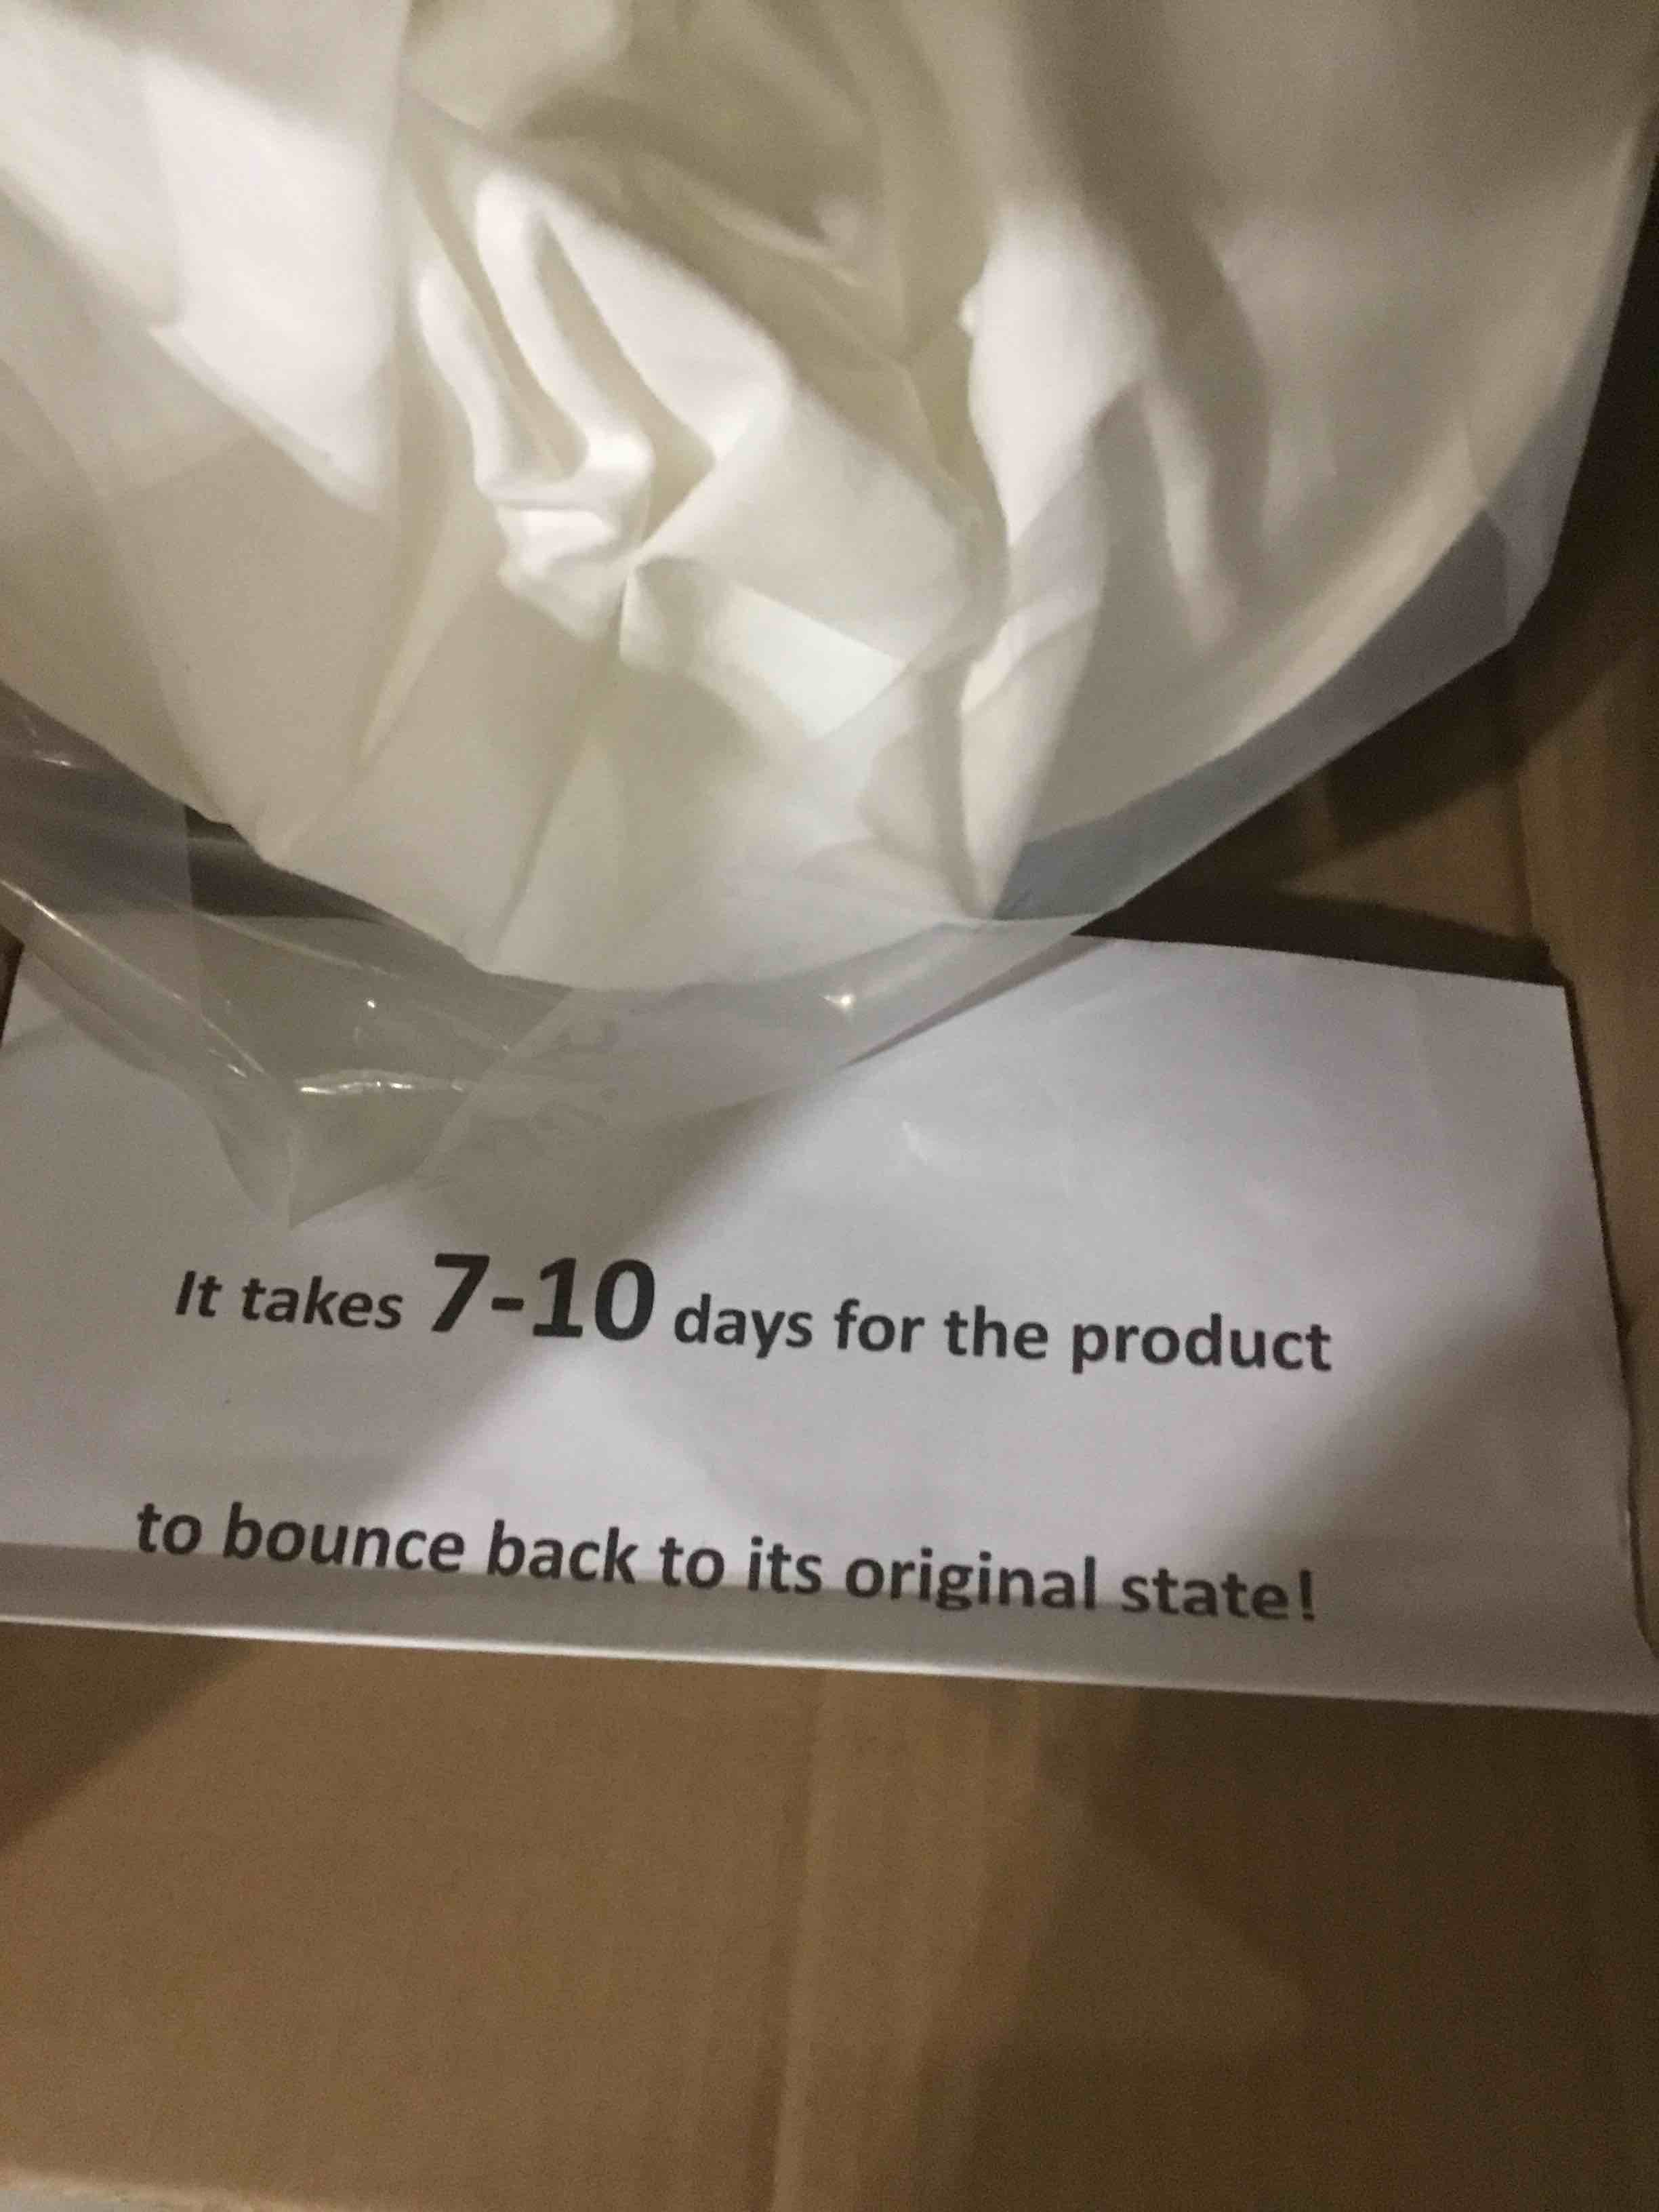 It takes 7-10 days for the product
to bounce back to its original state!